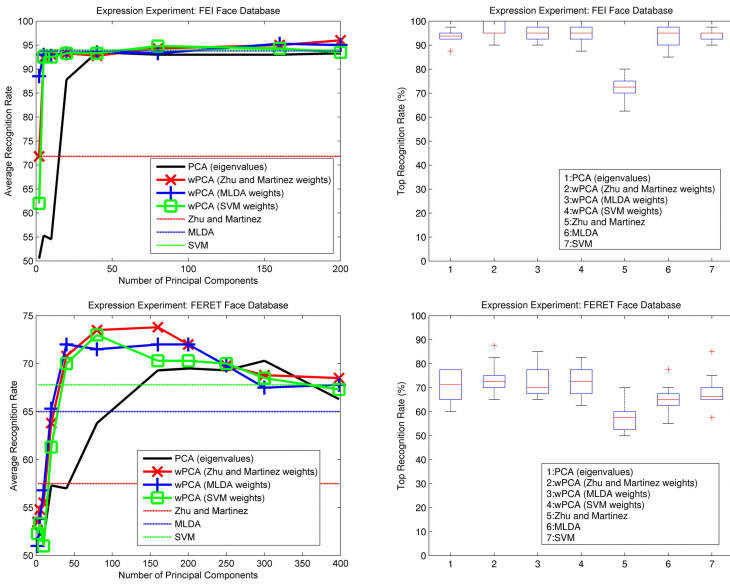 Expression Experiment: FEI Face Database
Average Recognition Rate
100
95
90
85
80
75
70
65
60
55
50
PCA (eigenvalues)
wPCA (Zhu and Martinez weights)
wPCA (MLDA weights)
wPCA (SVM weights)
Zhu and Martinez
MLDA
SVM
0 50 100 150 200
Number of Principal Components
Expression Experiment: FEI Face Database
Top Recognition Rate (%)
100
90
80
70
60
50
40
30
20
10
0
1:PCA (eigenvalues)
2:wPCA (Zhu and Martinez weights)
3:wPCA (MLDA weights)
4:wPCA (SVM weights)
5:Zhu and Martinez
6:MLDA
7:SVM
1 2 3 4 5 6 7
Expression Experiment: FERET Face Database
Average Recognition Rate
75
70
65
60
55
50
PCA (eigenvalues)
wPCA (Zhu and Martinez weights)
wPCA (MLDA weights)
wPCA (SVM weights)
Zhu and Martinez
MLDA
SVM
0 50 100 150 200 250 300 350 400
Number of Principal Components
Expression Experiment: FERET Face Database
Top Recognition Rate (%)
100
90
80
70
60
50
40
30
20
10
0
1:PCA (eigenvalues)
2:wPCA (Zhu and Martinez weights)
3:wPCA (MLDA weights)
4:wPCA (SVM weights)
5:Zhu and Martinez
6:MLDA
7:SVM
1 2 3 4 5 6 7